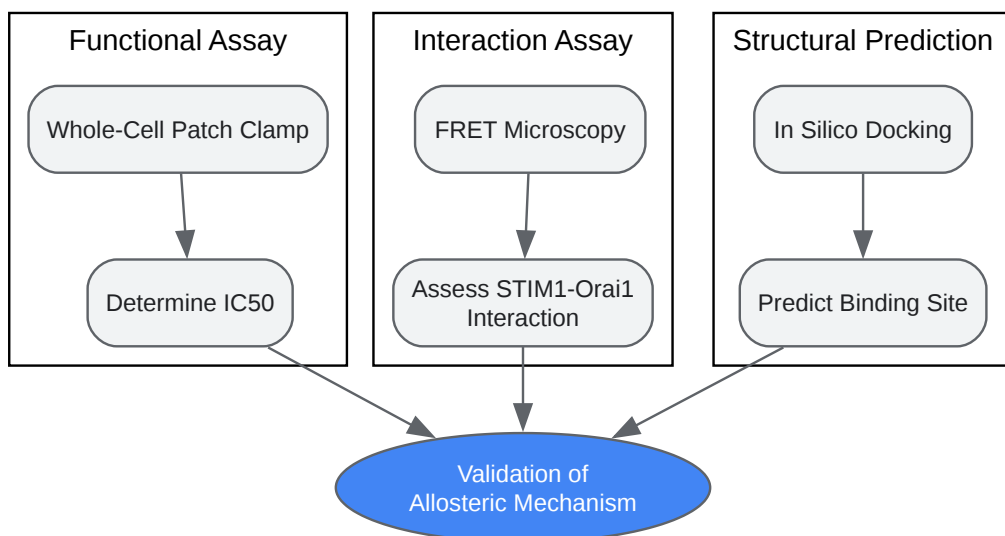 Functional Assay
Whole-Cell Patch Clamp
Determine IC50
Interaction Assay
FRET Microscopy
Assess STIM1-Orai1
Interaction
Structural Prediction
In Silico Docking
Predict Binding Site
Validation of
Allosteric Mechanism